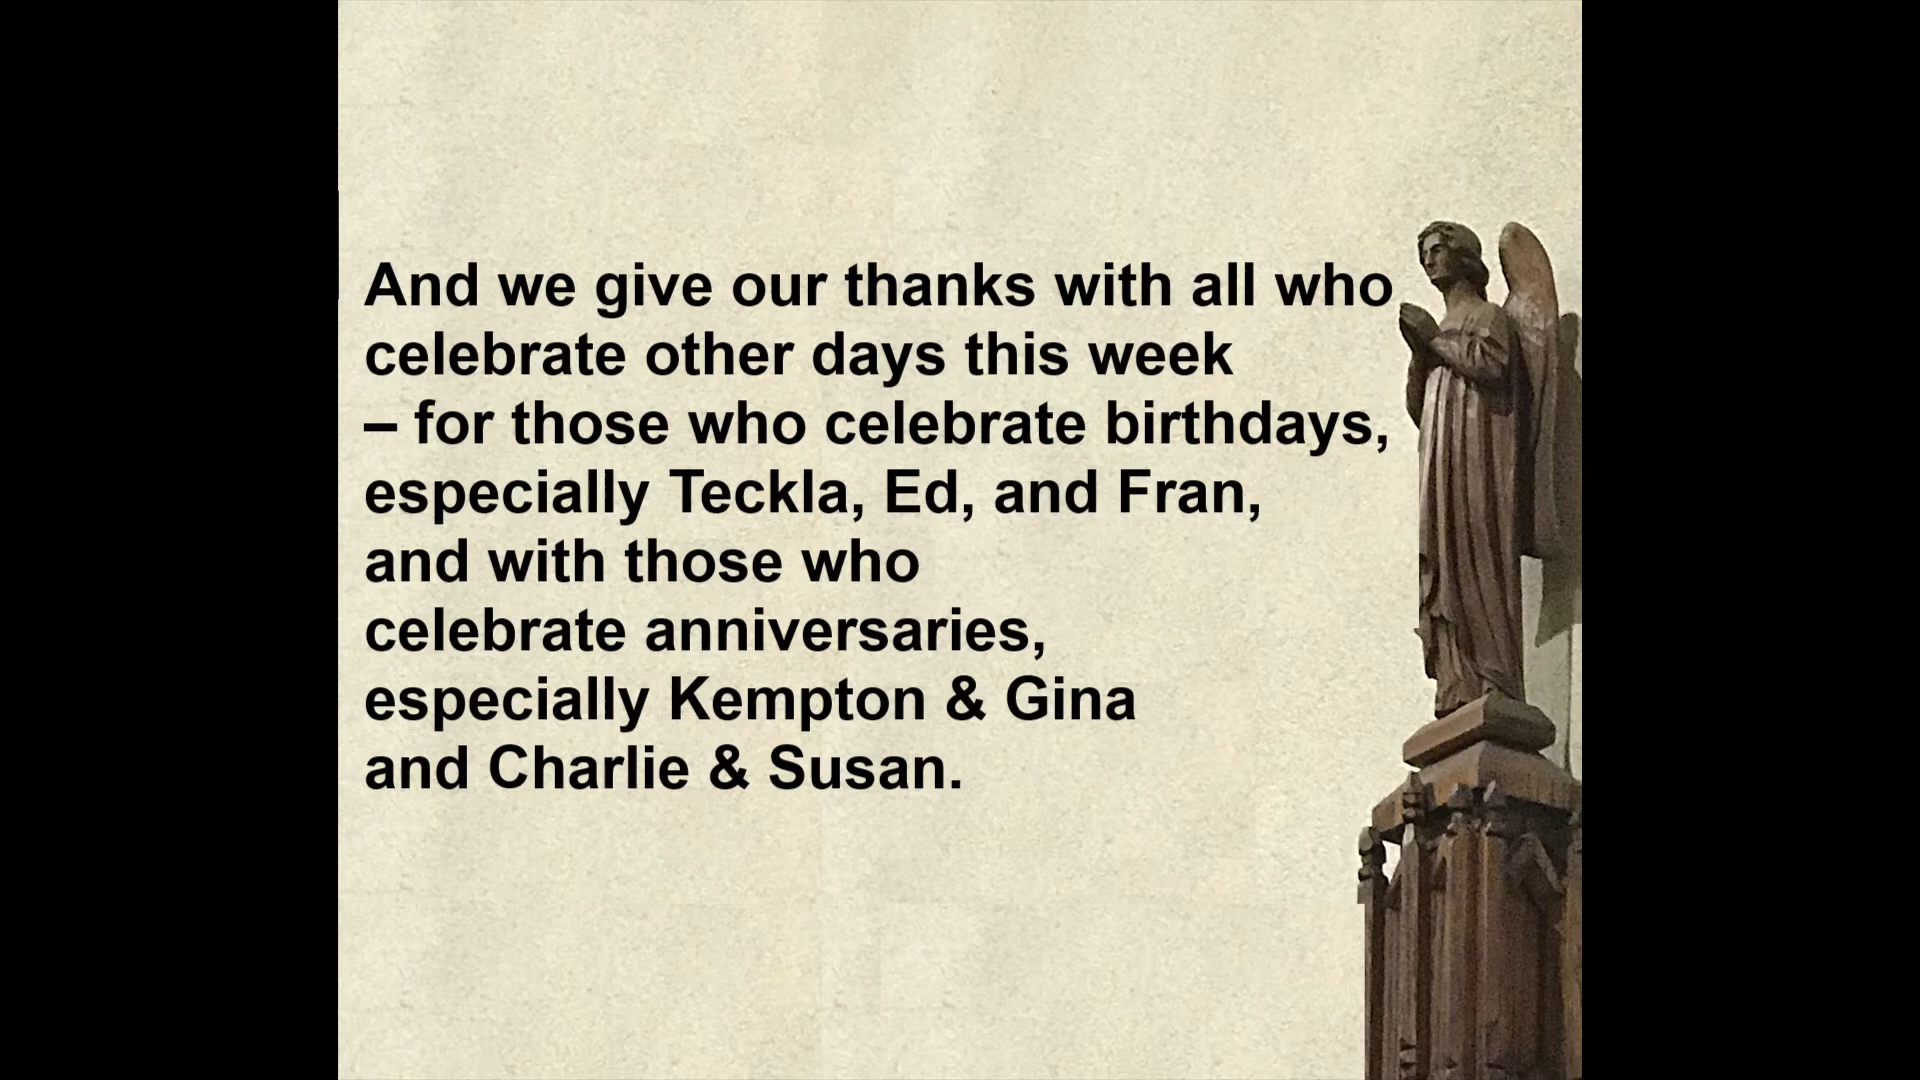 And we give our thanks with all who
celebrate other days this week
– for those who celebrate birthdays,
especially Teckla, Ed, and Fran,
and with those who
celebrate anniversaries,
especially Kempton & Gina
and Charlie & Susan.